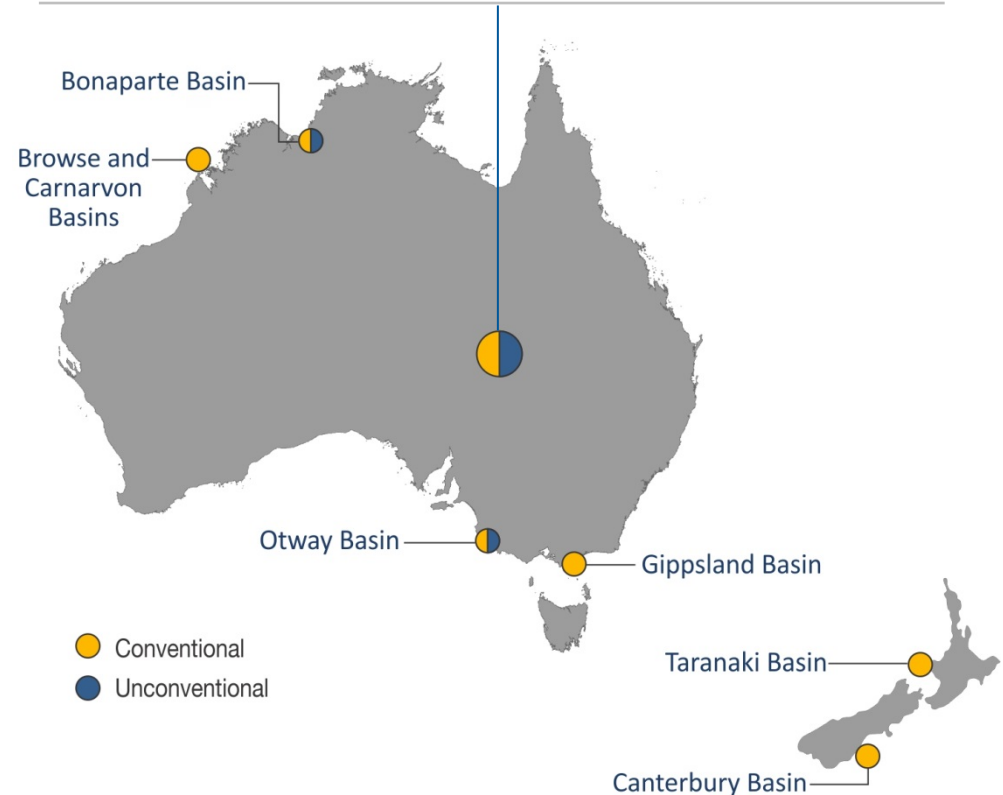 Bonaparte Basin
Browse and
Carnarvon
Basins
Otway Basin
Gippsland Basin
Conventional
Unconventional
Taranaki Basin
Canterbury Basin